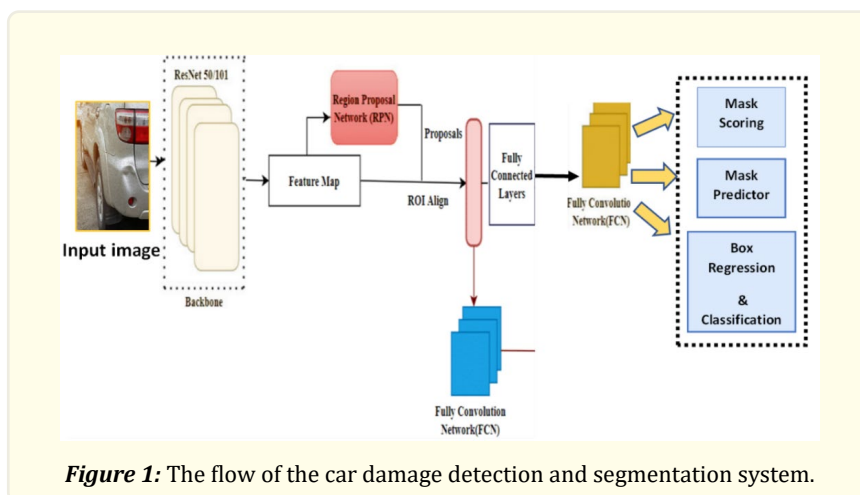 ResNet 50/101
Input image
Backbone
Feature Map
Region Proposal
Network (RPN)
Proposals
ROI Align
Fully
Connected
Layers
Fully Convolution
Network(FCN)
Fully Convolutio
Network(FCN)
Mask
Scoring
Mask
Predictor
Box
Regression
&
Classification
Figure 1: The flow of the car damage detection and segmentation system.